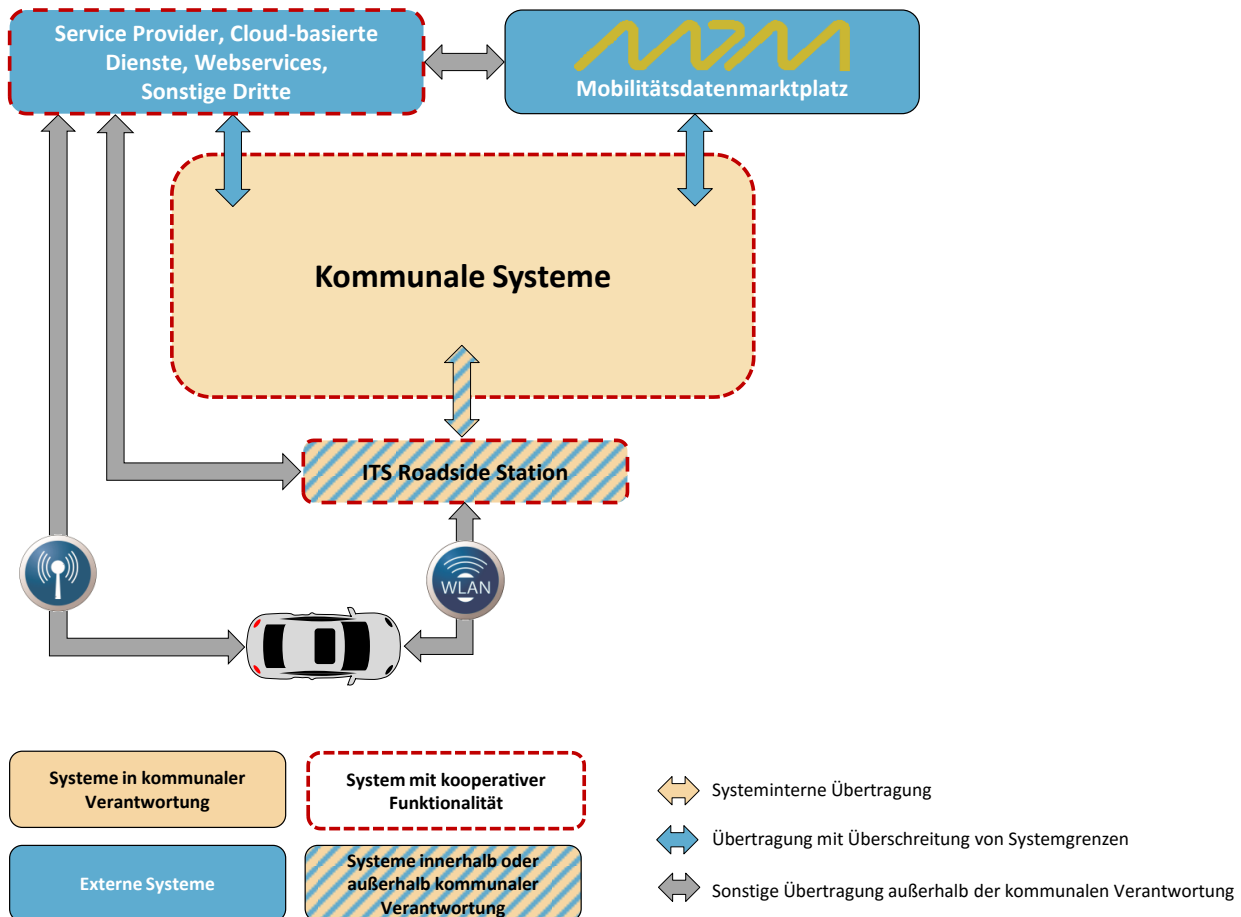 Service Provider, Cloud-basierte
Dienste, Webservices,
Sonstige Dritte
MDM
Mobilitätsdatenmarktplatz
Kommunale Systeme
ITS Roadside Station
WLAN
Systeme in kommunaler
Verantwortung
System mit kooperativer
Funktionalität
Externe Systeme
Systeme innerhalb oder
außerhalb kommunaler
Verantwortung
Systeminterne Übertragung
Übertragung mit Überschreitung von Systemgrenzen
Sonstige Übertragung außerhalb der kommunalen Verantwortung